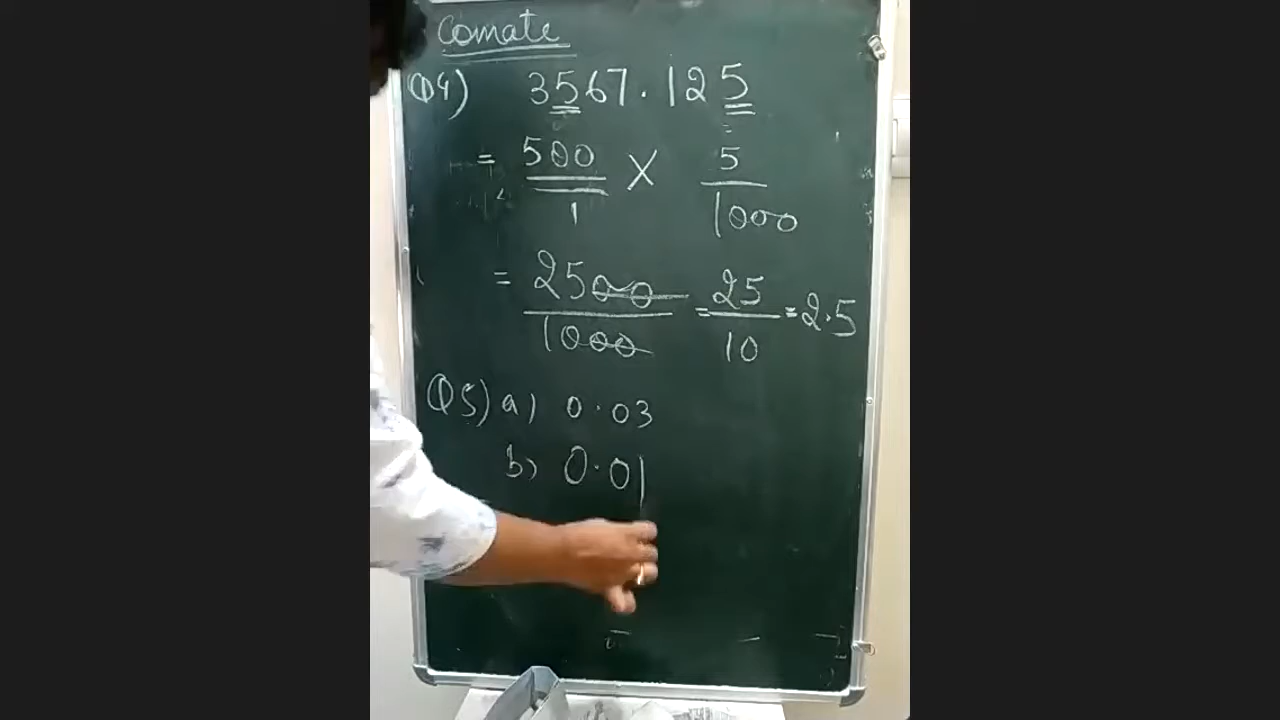 Comate
Q4) 3567.125
= 500/1 X 5/1000
= 2500/1000 = 25/10 = 2.5
Q5) a) 0.03
b) 0.01